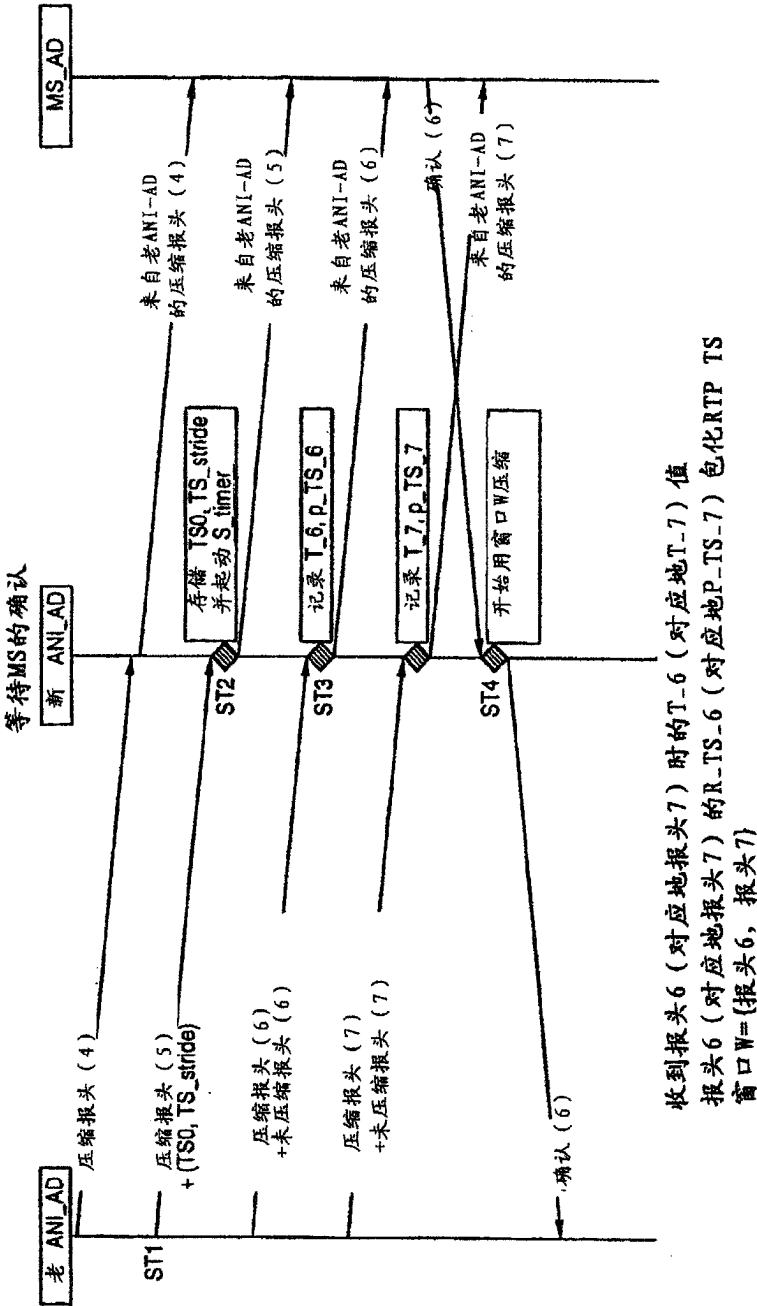 等待MS的确认
老 ANI_AD
新 ANI_AD
MS_AD
压缩报头 (4)
来自老ANI-AD
的压缩报头 (4)
ST1
压缩报头 (5)
+ (TS0, TS_stride)
ST2
存储 TS0, TS_stride
并起动 S_timer
来自老ANI-AD
的压缩报头 (5)
压缩报头 (6)
+未压缩报头 (6)
ST3
记录 T_6, p_TS_6
来自老ANI-AD
的压缩报头 (6)
压缩报头 (7)
+未压缩报头 (7)
记录 T_7, p_TS_7
确认 (6)
来自老ANI-AD
的压缩报头 (7)
ST4
开始用窗口W压缩
确认 (6)
收到报头6 (对应地报头7) 时的T_6 (对应地T_7) 值
报头6 (对应地报头7) 的R_TS_6 (对应地P_TS_7) 包化RTP TS
窗口W={报头6, 报头7}